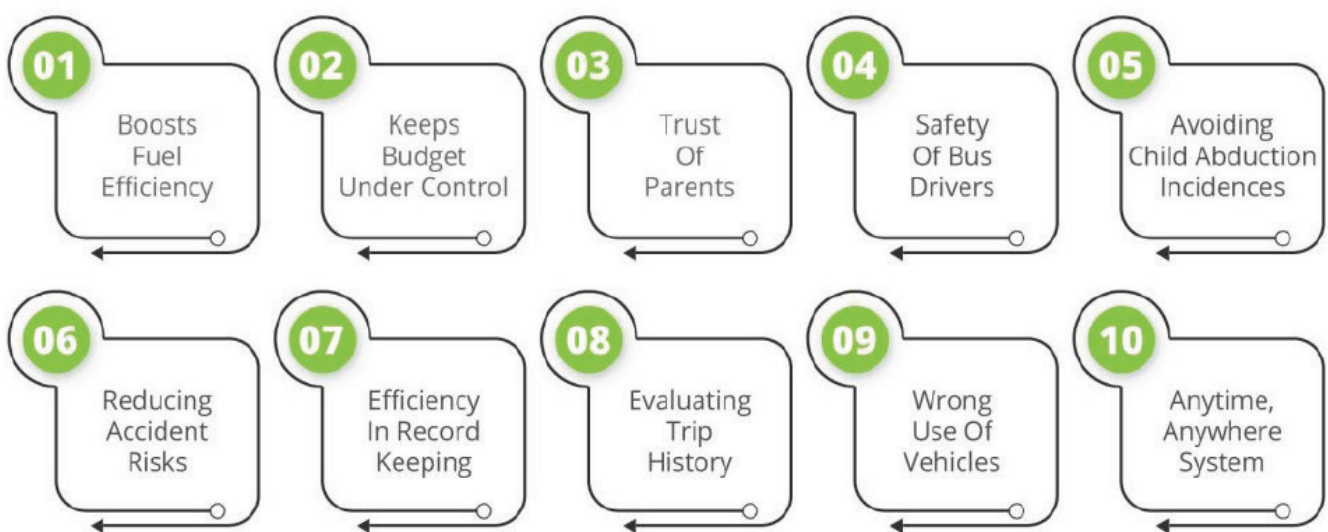 01
Boosts
Fuel
Efficiency
02
Keeps
Budget
Under Control
03
Trust
Of
Parents
04
Safety
Of Bus
Drivers
05
Avoiding
Child Abduction
Incidences
06
Reducing
Accident
Risks
07
Efficiency
In Record
Keeping
08
Evaluating
Trip
History
09
Wrong
Use Of
Vehicles
10
Anytime,
Anywhere
System